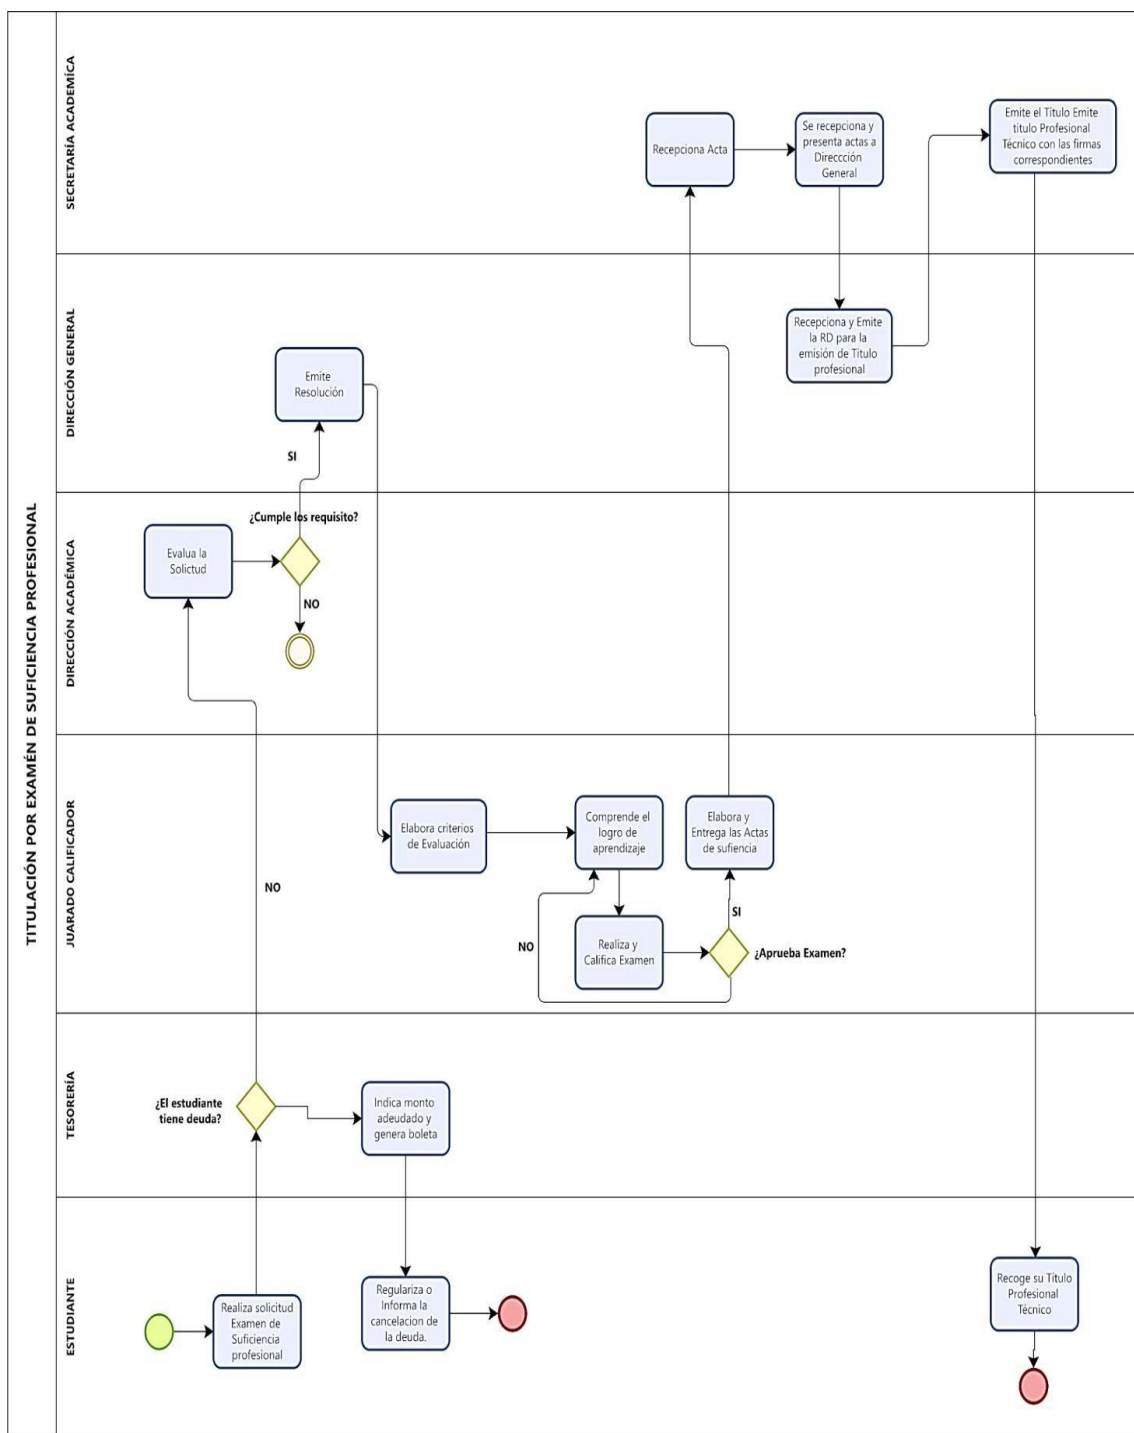 TITULACIÓN POR EXAMÉN DE SUFICIENCIA PROFESIONAL
SECRETARÍA ACADEMÍCA
Recepciona Acta
Se recepciona y
presenta actas a
Direccción
General
Emite el Título Emite
titulo Profesional
Técnico con las firmas
correspondientes
DIRECCIÓN GENERAL
Emite
Resolución
SI
Recepciona y Emite
la RD para la
emisión de Titulo
profesional
DIRECCIÓN ACADÉMICA
Evalua la
Solictud
¿Cumple los requisito?
NO
JUARADO CALIFICADOR
Elabora criterios
de Evaluación
Comprende el
logro de
aprendizaje
Elabora y
Entrega las Actas
de sufiencia
NO
SI
NO
Realiza y
Califica Examen
¿Aprueba Examen?
TESORERÍA
¿El estudiante
tiene deuda?
Indica monto
adeudado y
genera boleta
ESTUDIANTE
Realiza solicitud
Examen de
Suficiencia
profesional
Regulariza o
Informa la
cancelacion de
la deuda.
Recoge su Título
Profesional
Técnico